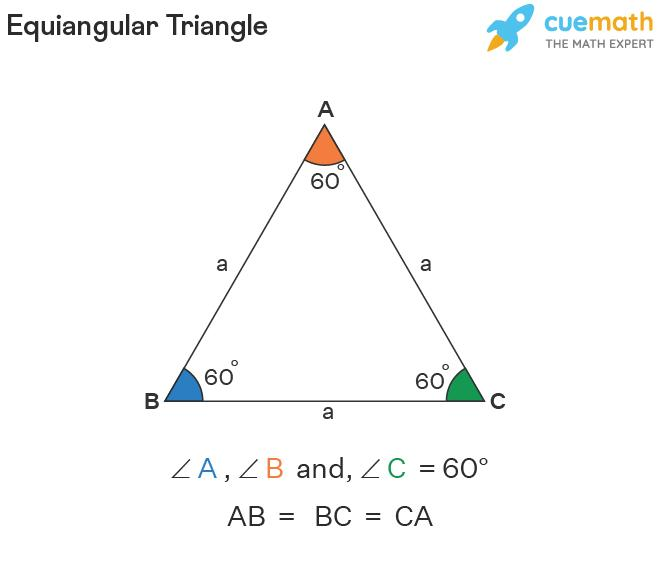 Equiangular Triangle
cuemath
THE MATH EXPERT
A
60°
a
a
60°
60°
B
C
a
∠A , ∠B and, ∠C = 60°
AB = BC = CA